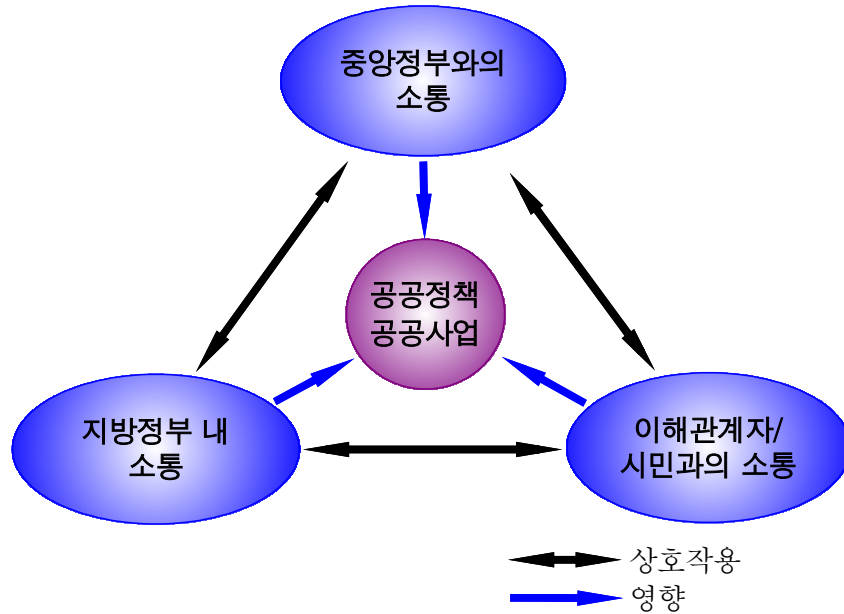 중앙정부와의
소통
공공정책
공공사업
지방정부 내
소통
이해관계자/
시민과의 소통
상호작용
영향